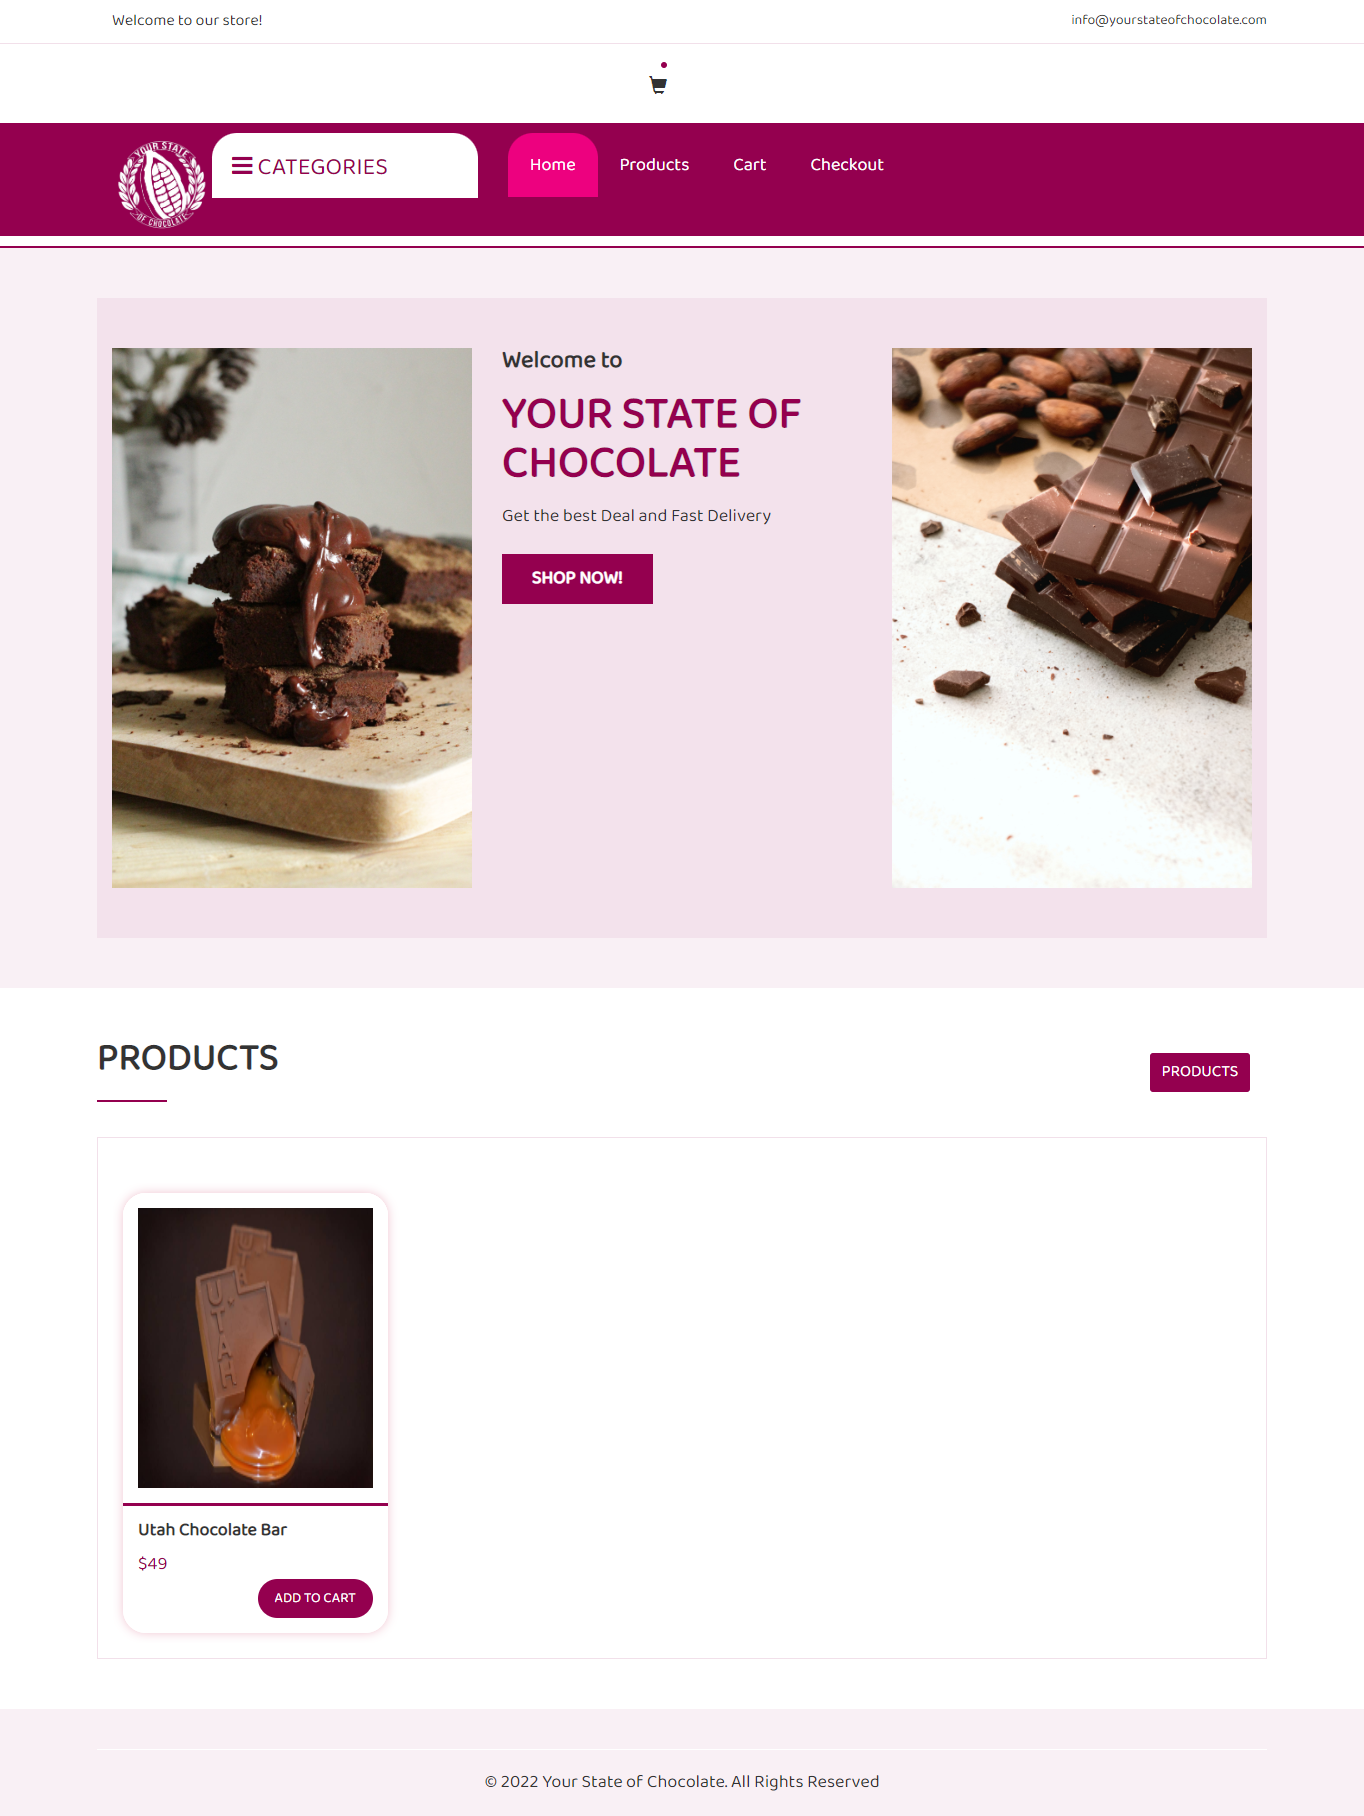 Welcome to our store!
info@yourstateofchocolate.com
YOUR STATE
OF CHOCOLATE
CATEGORIES
Home
Products
Cart
Checkout
Welcome to
YOUR STATE OF
CHOCOLATE
Get the best Deal and Fast Delivery
SHOP NOW!
PRODUCTS
PRODUCTS
UTAH
UTAH
Utah Chocolate Bar
$49
ADD TO CART
© 2022 Your State of Chocolate. All Rights Reserved